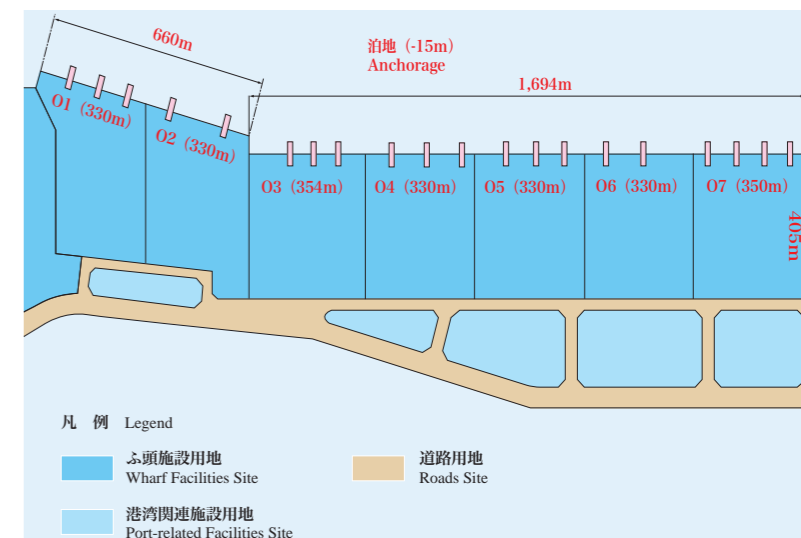 660m
泊地（-15m）
Anchorage
1,694m
O1（330m）
O2（330m）
O3（354m）
O4（330m）
O5（330m）
O6（330m）
O7（350m）
405m
凡　例　Legend
ふ頭施設用地
Wharf Facilities Site
道路用地
Roads Site
港湾関連施設用地
Port-related Facilities Site